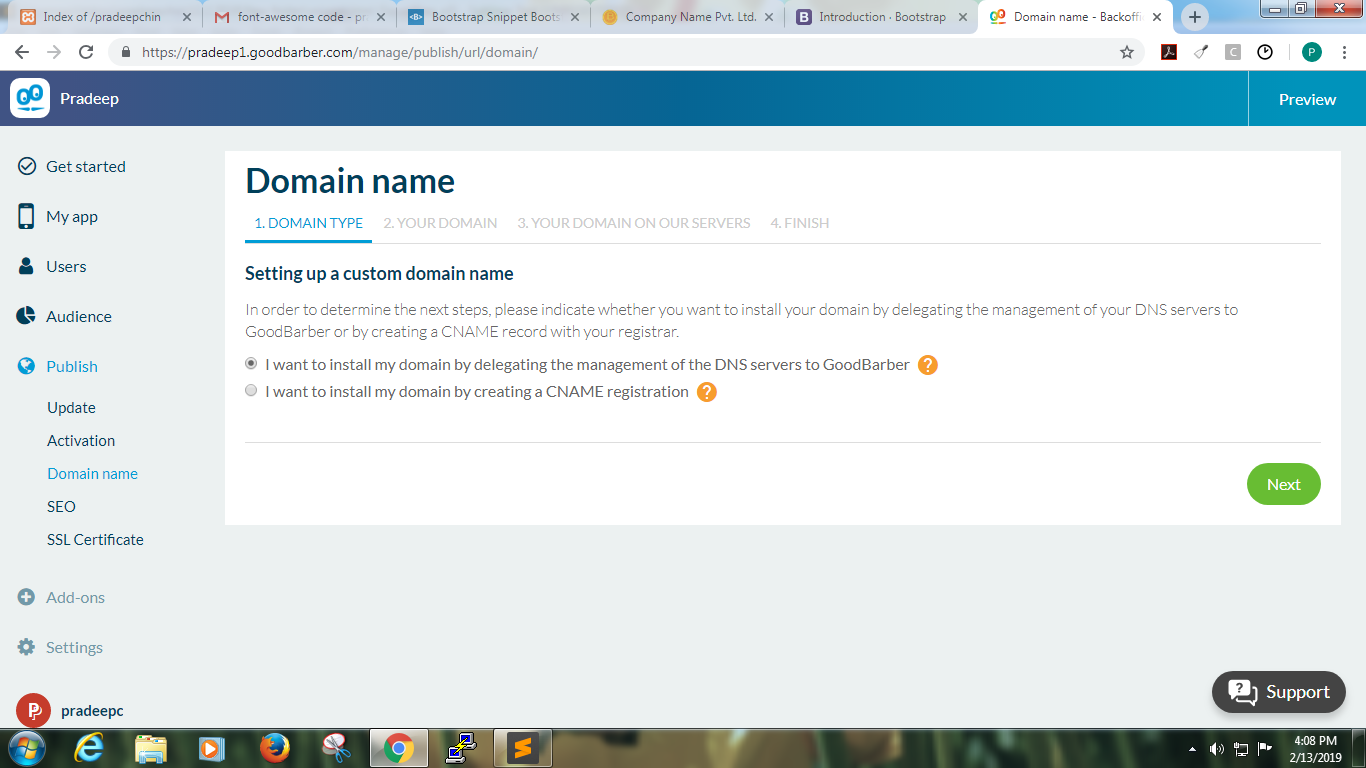 Index of /pradeepchin
font-awesome code - pr
Bootstrap Snippet Boots
Company Name Pvt. Ltd.
Introduction · Bootstrap
Domain name - Backoffi
https://pradeep1.goodbarber.com/manage/publish/url/domain/
C
P
Pradeep
Preview
Get started
My app
Users
Audience
Publish
Update
Activation
Domain name
SEO
SSL Certificate
Add-ons
Settings
pradeepc
Domain name
1. DOMAIN TYPE 2. YOUR DOMAIN 3. YOUR DOMAIN ON OUR SERVERS 4. FINISH
Setting up a custom domain name
In order to determine the next steps, please indicate whether you want to install your domain by delegating the management of your DNS servers to
GoodBarber or by creating a CNAME record with your registrar.
I want to install my domain by delegating the management of the DNS servers to GoodBarber ?
I want to install my domain by creating a CNAME registration ?
Next
Support
4:08 PM
2/13/2019